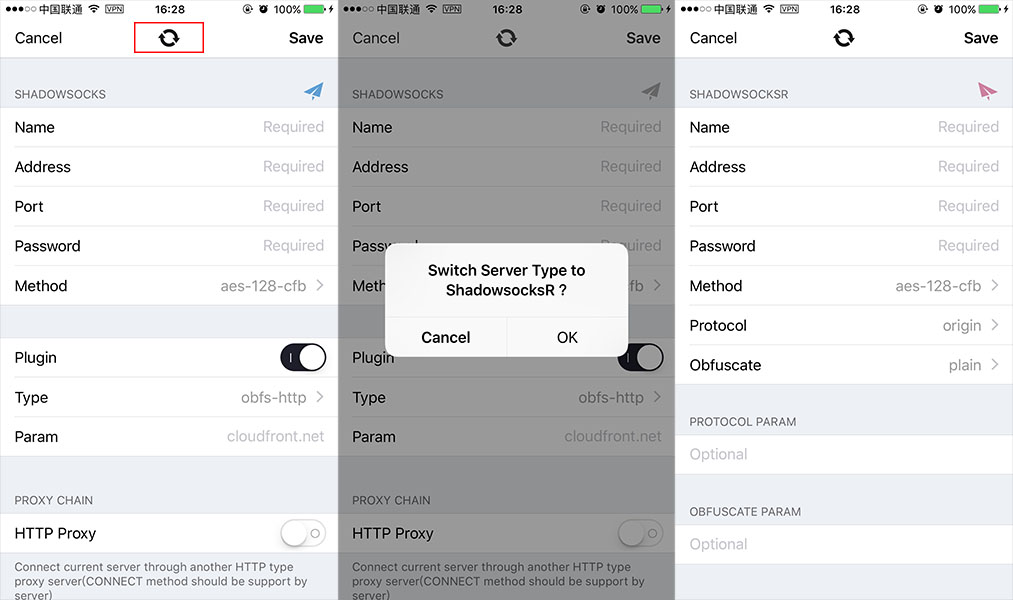 中国联通 VPN 16:28 100%
Cancel Save
SHADOWSOCKS
Name Required
Address Required
Port Required
Password Required
Method aes-128-cfb
Plugin
Type obfs-http
Param cloudfront.net
PROXY CHAIN
HTTP Proxy
Connect current server through another HTTP type
proxy server(CONNECT method should be support by
server)
中国联通 VPN 16:28 100%
Cancel Save
SHADOWSOCKS
Name Required
Address Required
Port Required
Switch Server Type to
ShadowsocksR ?
Cancel OK
Plugin
Type obfs-http
Param cloudfront.net
PROXY CHAIN
HTTP Proxy
Connect current server through another HTTP type
proxy server(CONNECT method should be support by
server)
中国联通 VPN 16:28 100%
Cancel Save
SHADOWSOCKSR
Name Required
Address Required
Port Required
Password Required
Method aes-128-cfb
Protocol origin
Obfuscate plain
PROTOCOL PARAM
Optional
OBFUSCATE PARAM
Optional